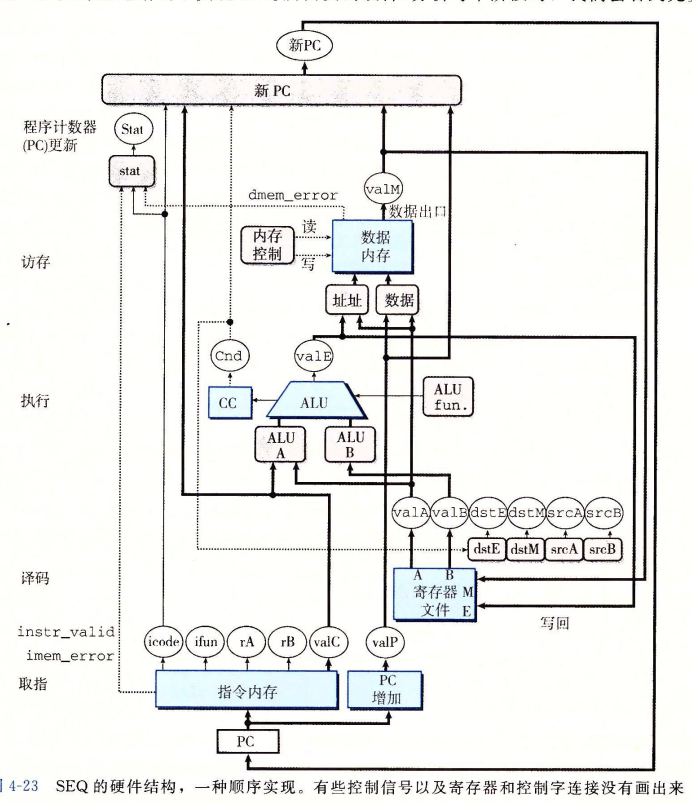 新PC
新 PC
程序计数器
(PC)更新
Stat
stat
dmem_error
valM
数据出口
内存
控制
读
写
数据
内存
访存
址址
数据
Cnd
valE
执行
CC
ALU
ALU
fun.
ALU
A
ALU
B
valA
valB
dstE
dstM
srcA
srcB
dstE
dstM
srcA
srcB
译码
A
B
寄存器
文件
M
E
写回
instr_valid
imem_error
icode
ifun
rA
rB
valC
valP
取指
指令内存
PC
增加
PC
4-23 SEQ 的硬件结构，一种顺序实现。有些控制信号以及寄存器和控制字连接没有画出来